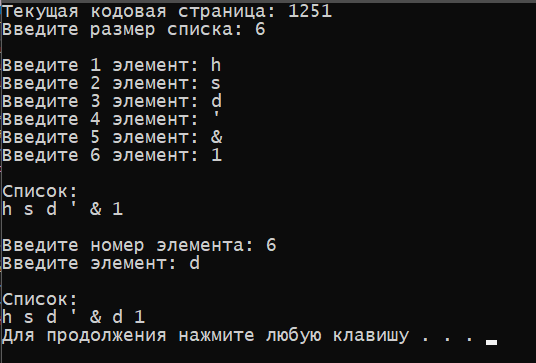 Текущая кодовая страница: 1251
Введите размер списка: 6
Введите 1 элемент: h
Введите 2 элемент: s
Введите 3 элемент: d
Введите 4 элемент: '
Введите 5 элемент: &
Введите 6 элемент: 1
Список:
h s d ' & 1
Введите номер элемента: 6
Введите элемент: d
Список:
h s d ' & d 1
Для продолжения нажмите любую клавишу . . .